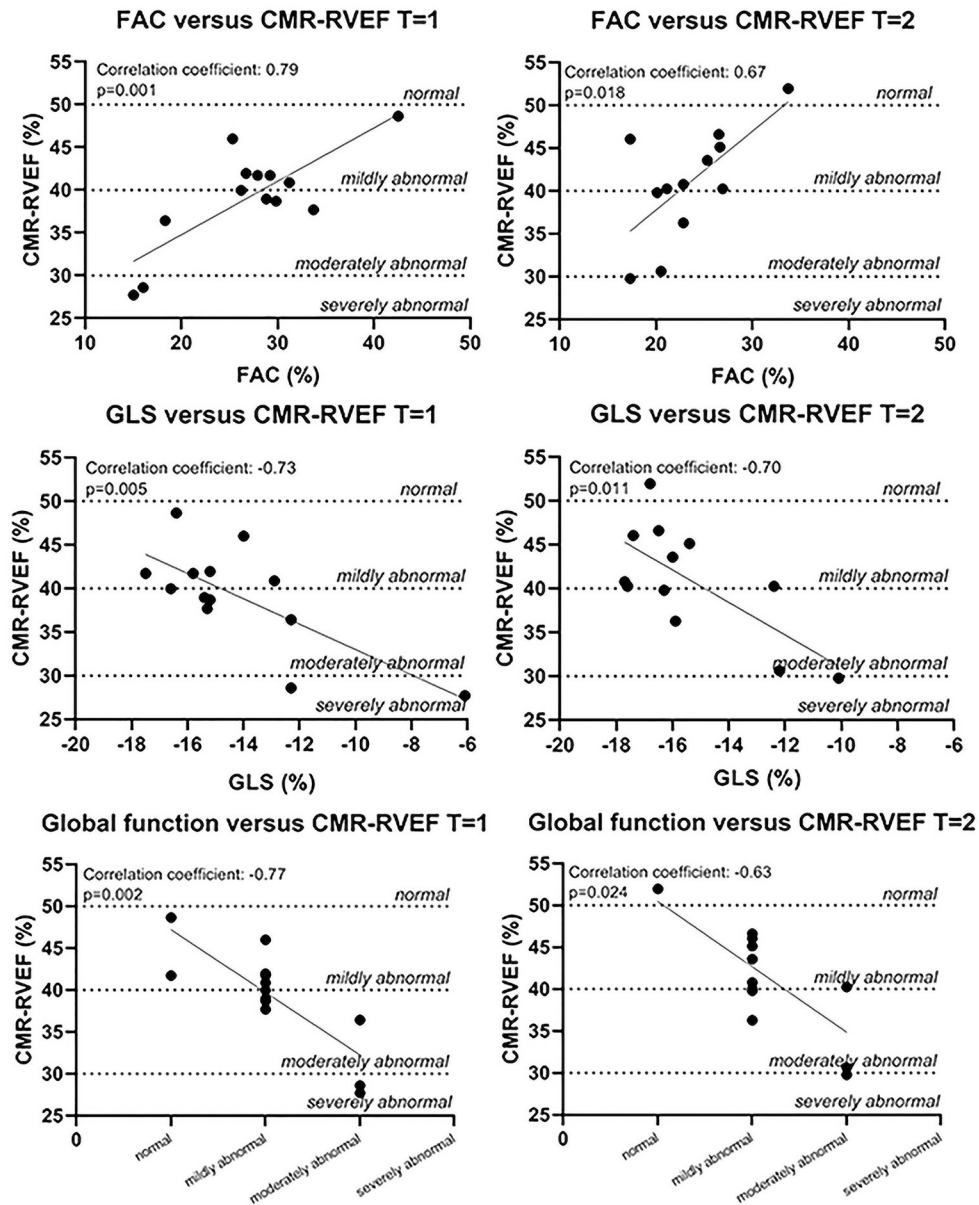 FAC versus CMR-RVEF T=1
Correlation coefficient: 0.79
p=0.001
normal
mildly abnormal
moderately abnormal
severely abnormal
CMR-RVEF (%)
55
50
45
40
35
30
25
10
20
30
40
50
FAC (%)
FAC versus CMR-RVEF T=2
Correlation coefficient: 0.67
p=0.018
normal
mildly abnormal
moderately abnormal
severely abnormal
CMR-RVEF (%)
55
50
45
40
35
30
25
10
20
30
40
50
FAC (%)
GLS versus CMR-RVEF T=1
Correlation coefficient: -0.73
p=0.005
normal
mildly abnormal
moderately abnormal
severely abnormal
CMR-RVEF (%)
55
50
45
40
35
30
25
-20
-18
-16
-14
-12
-10
-8
-6
GLS (%)
GLS versus CMR-RVEF T=2
Correlation coefficient: -0.70
p=0.011
normal
mildly abnormal
moderately abnormal
severely abnormal
CMR-RVEF (%)
55
50
45
40
35
30
25
-20
-18
-16
-14
-12
-10
-8
-6
GLS (%)
Global function versus CMR-RVEF T=1
Correlation coefficient: -0.77
p=0.002
normal
mildly abnormal
moderately abnormal
severely abnormal
CMR-RVEF (%)
55
50
45
40
35
30
25
0
normal
mildly abnormal
moderately abnormal
severely abnormal
Global function versus CMR-RVEF T=2
Correlation coefficient: -0.63
p=0.024
normal
mildly abnormal
moderately abnormal
severely abnormal
CMR-RVEF (%)
55
50
45
40
35
30
25
0
normal
mildly abnormal
moderately abnormal
severely abnormal